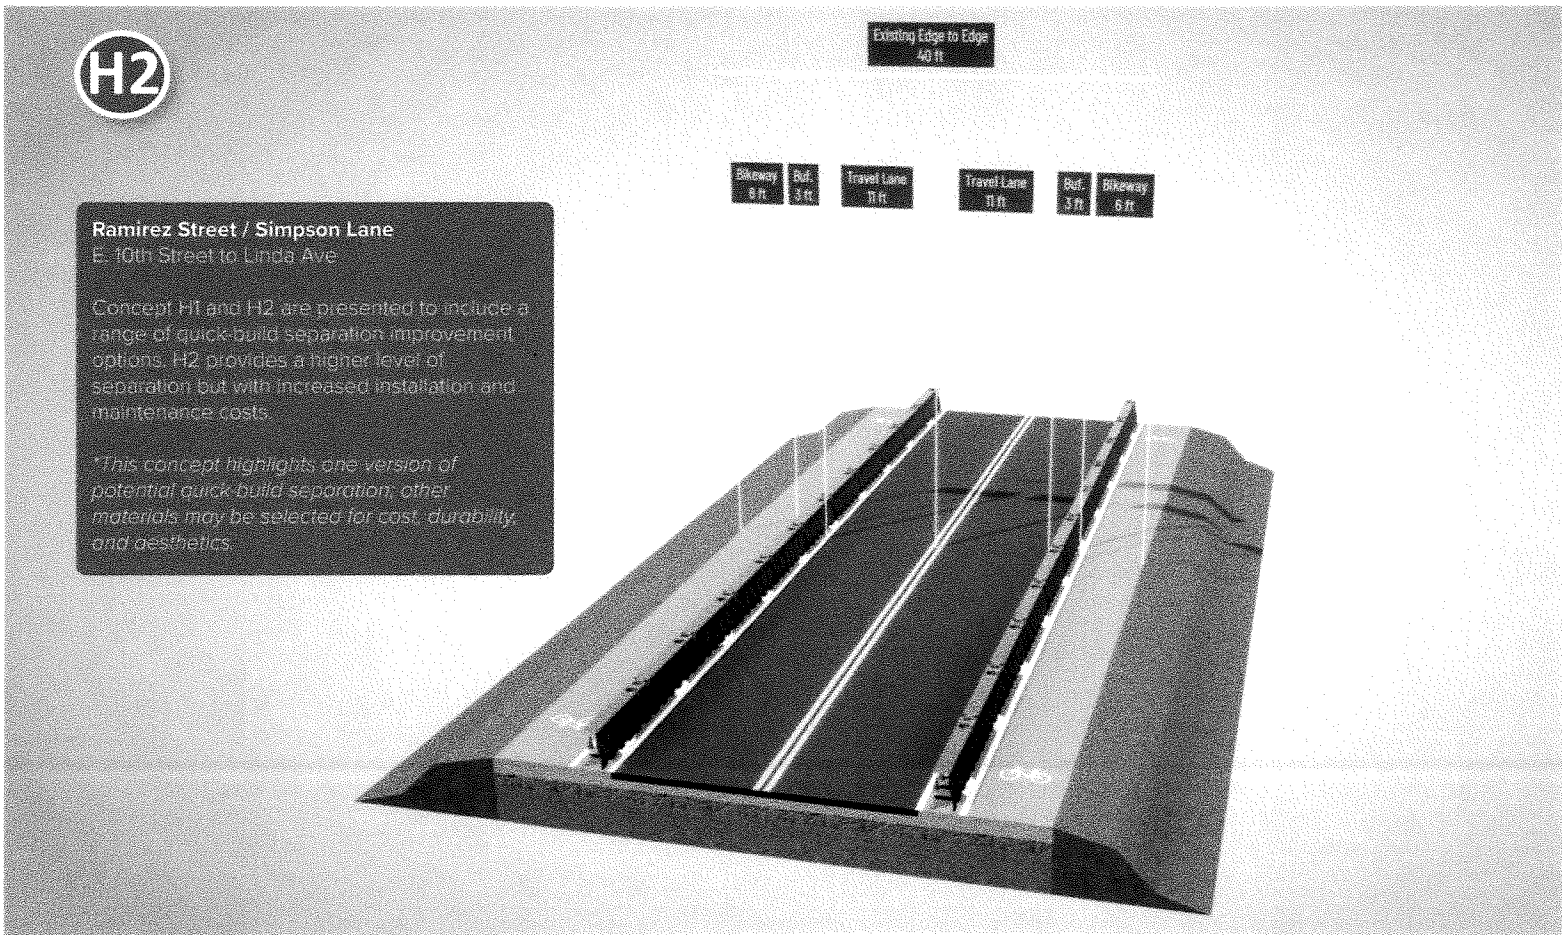 H2
Existing Edge to Edge
40 ft
Bikeway
6 ft
Buf.
3 ft
Travel Lane
11 ft
Travel Lane
11 ft
Buf.
3 ft
Bikeway
6 ft
Ramirez Street / Simpson Lane
E. 10th Street to Linda Ave
Concept H1 and H2 are presented to include a
range of quick-build separation improvement
options. H2 provides a higher level of
separation but with increased installation and
maintenance costs.
*This concept highlights one version of
potential quick-build separation; other
materials may be selected for cost, durability,
and aesthetics.